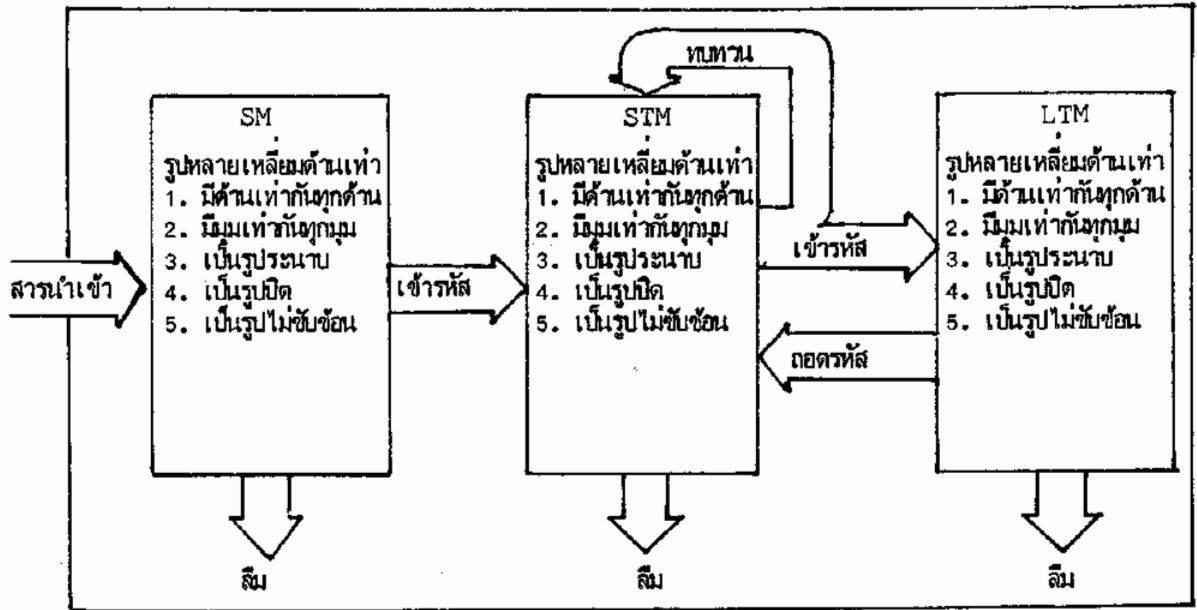 ทบทวน
SM
รูปหลายเหลี่ยมด้านเท่า
1. มีด้านเท่ากันทุกด้าน
2. มีมุมเท่ากันทุกมุม
3. เป็นรูประนาบ
4. เป็นรูปปิด
5. เป็นรูปไม่ซับซ้อน
STM
รูปหลายเหลี่ยมด้านเท่า
1. มีด้านเท่ากันทุกด้าน
2. มีมุมเท่ากันทุกมุม
3. เป็นรูประนาบ
4. เป็นรูปปิด
5. เป็นรูปไม่ซับซ้อน
LTM
รูปหลายเหลี่ยมด้านเท่า
1. มีด้านเท่ากันทุกด้าน
2. มีมุมเท่ากันทุกมุม
3. เป็นรูประนาบ
4. เป็นรูปปิด
5. เป็นรูปไม่ซับซ้อน
สารนำเข้า
เข้ารหัส
เข้ารหัส
ถอดรหัส
ลืม
ลืม
ลืม